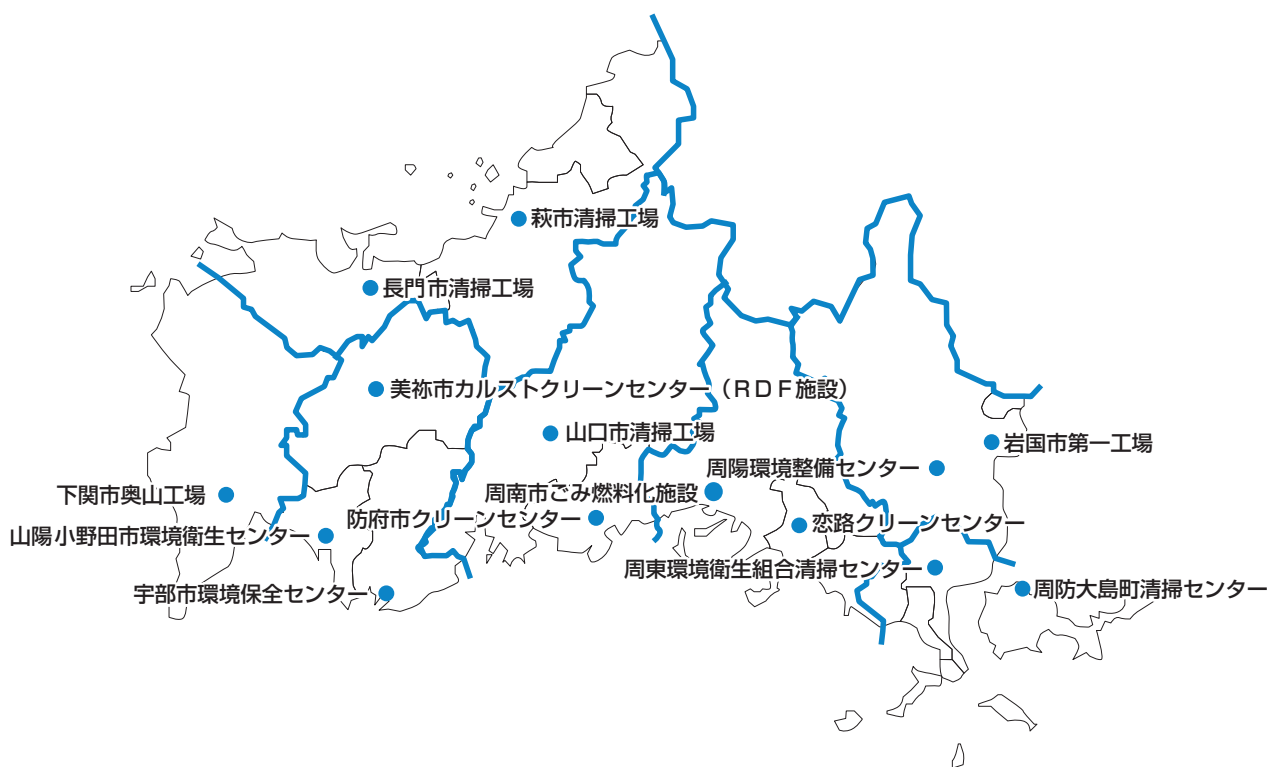 萩市清掃工場
長門市清掃工場
美祢市カルストクリーンセンター（ＲＤＦ施設）
山口市清掃工場
岩国市第一工場
周陽環境整備センター
下関市奥山工場
周南市ごみ燃料化施設
防府市クリーンセンター
恋路クリーンセンター
山陽小野田市環境衛生センター
周東環境衛生組合清掃センター
宇部市環境保全センター
周防大島町清掃センター